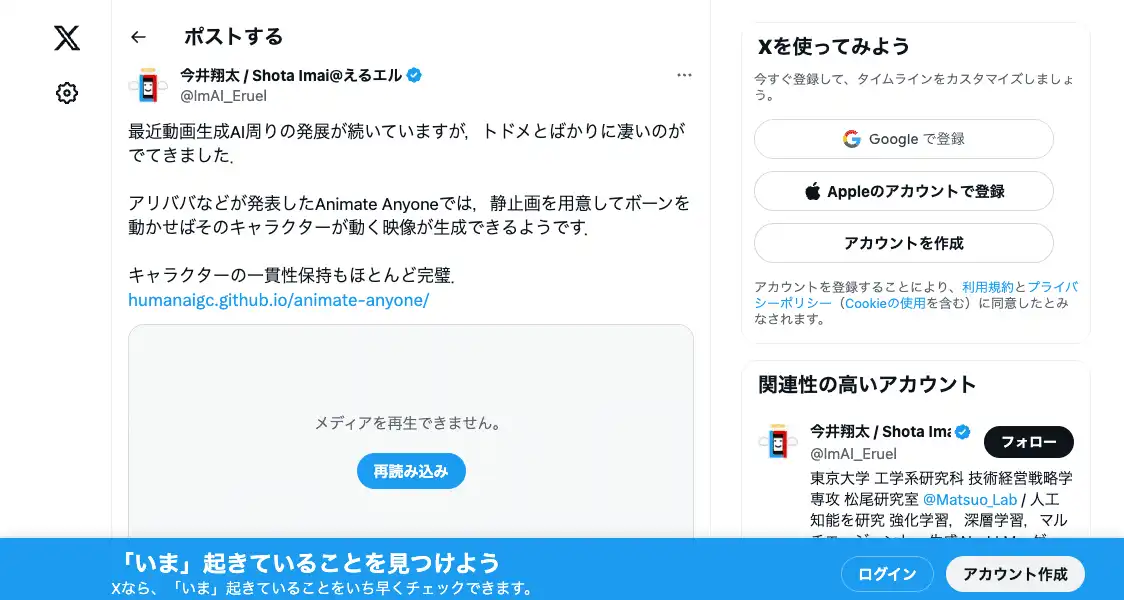 ポストする
今井翔太 / Shota Imai@えるエル
@ImAI_Eruel
最近動画生成AI周りの発展が続いていますが，トドメとばかりに凄いのが
でてきました．
アリババなどが発表したAnimate Anyoneでは，静止画を用意してボーンを
動かせばそのキャラクターが動く映像が生成できるようです．
キャラクターの一貫性保持もほとんど完璧．
humanaigc.github.io/animate-anyone/
メディアを再生できません。
再読み込み
Xを使ってみよう
今すぐ登録して、タイムラインをカスタマイズしましょ
う。
Google で登録
Appleのアカウントで登録
アカウントを作成
アカウントを登録することにより、利用規約とプライバ
シーポリシー（Cookieの使用を含む）に同意したとみ
なされます。
関連性の高いアカウント
今井翔太 / Shota Ima
@ImAI_Eruel
フォロー
東京大学 工学系研究科 技術経営戦略学
専攻 松尾研究室 @Matsuo_Lab / 人工
知能を研究 強化学習，深層学習，マル
「いま」起きていることを見つけよう
Xなら、「いま」起きていることをいち早くチェックできます。
ログイン
アカウント作成